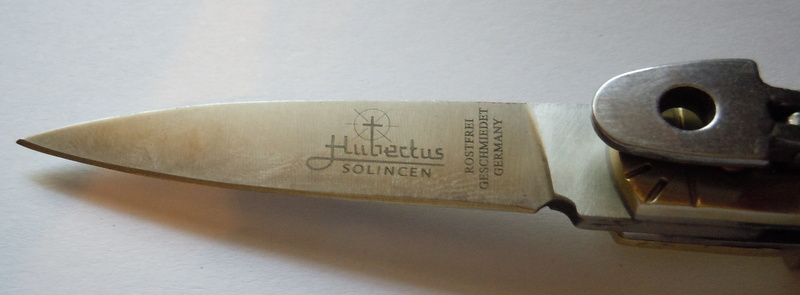 Hubertus
SOLINGEN
ROSTFREI
GESCHMIEDET
GERMANY